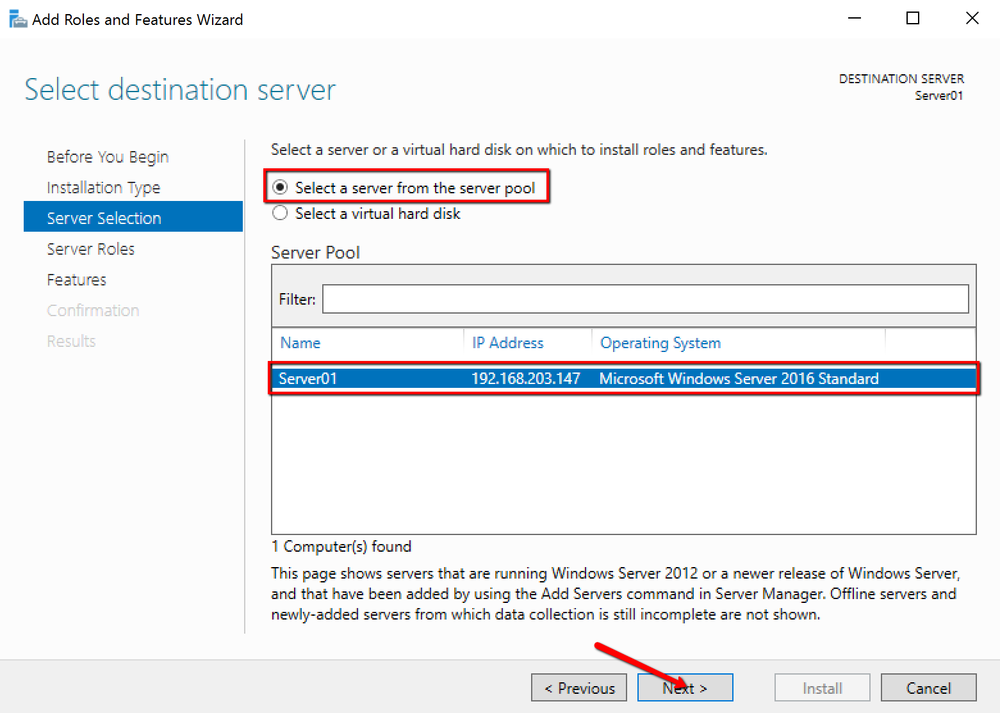 Add Roles and Features Wizard
Select destination server
DESTINATION SERVER
Server01
Before You Begin
Installation Type
Server Selection
Server Roles
Features
Confirmation
Results
Select a server or a virtual hard disk on which to install roles and features.
Select a server from the server pool
Select a virtual hard disk
Server Pool
Filter:
Name IP Address Operating System
Server01 192.168.203.147 Microsoft Windows Server 2016 Standard
1 Computer(s) found
This page shows servers that are running Windows Server 2012 or a newer release of Windows Server,
and that have been added by using the Add Servers command in Server Manager. Offline servers and
newly-added servers from which data collection is still incomplete are not shown.
< Previous Next > Install Cancel